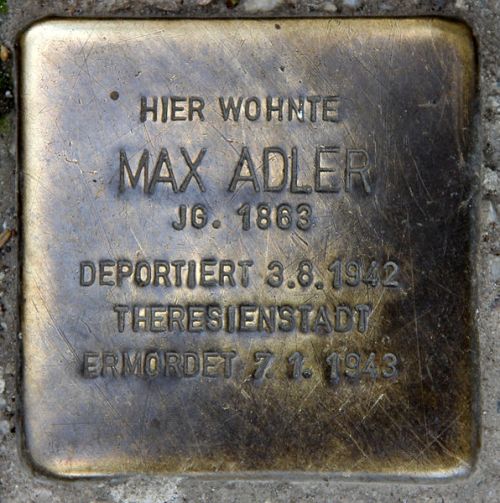 HIER WOHNTE
MAX ADLER
JG. 1863
DEPORTIERT 3.8.1942
THERESIENSTADT
ERMORDET 7.1.1943